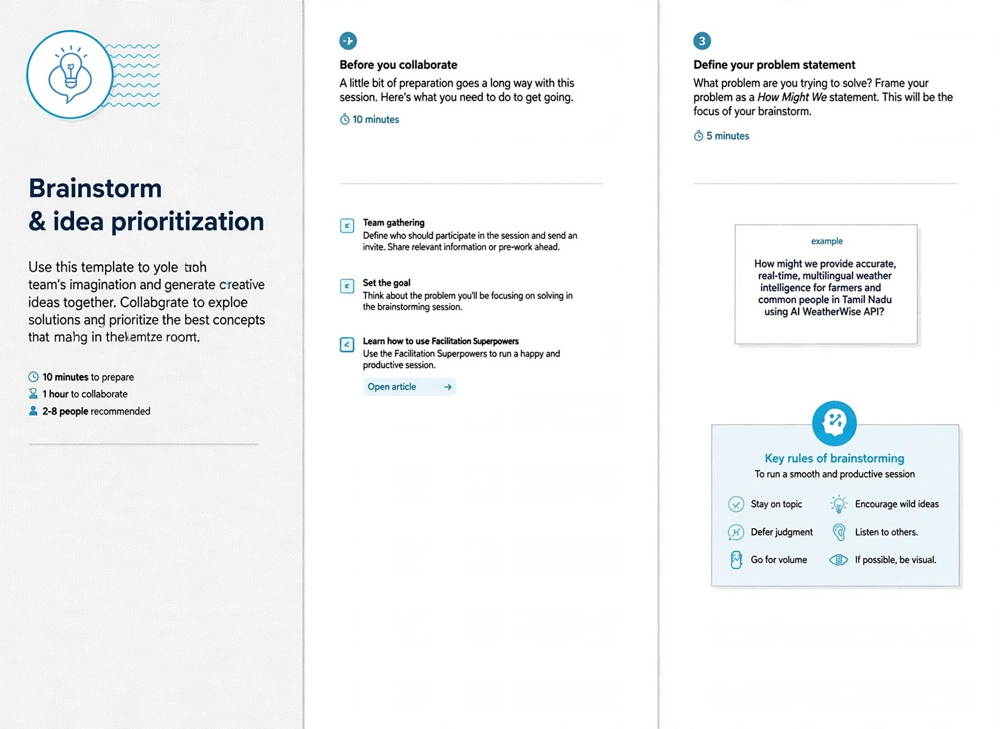 Brainstorm
& idea prioritization
Use this template to yole
team's imagination and generate creative
ideas together. Collabgrate to exploe
solutions and prioritize the best concepts
that mahg in
10 minutes to prepare
1 hour to collaborate
2-8 people recommended
Before you collaborate
A little bit of preparation goes a long way with this
session. Here's what you need to do to get going.
10 minutes
Team gathering
Define who should participate in the session and send an
invite. Share relevant information or pre-work ahead.
Set the goal
Think about the problem you'll be focusing on solving in
the brainstorming session.
Learn how to use Facilitation Superpowers
Use the Facilitation Superpowers to run a happy and
productive session.
Open article
3
Define your problem statement
What problem are you trying to solve? Frame your
problem as a How Might We statement. This will be the
focus of your brainstorm.
5 minutes
example
How might we provide accurate,
real-time, multilingual weather
intelligence for farmers and
common people in Tamil Nadu
using AI WeatherWise API?
Key rules of brainstorming
To run a smooth and productive session
Stay on topic
Encourage wild ideas
Defer judgment
Listen to others.
Go for volume
If possible, be visual.